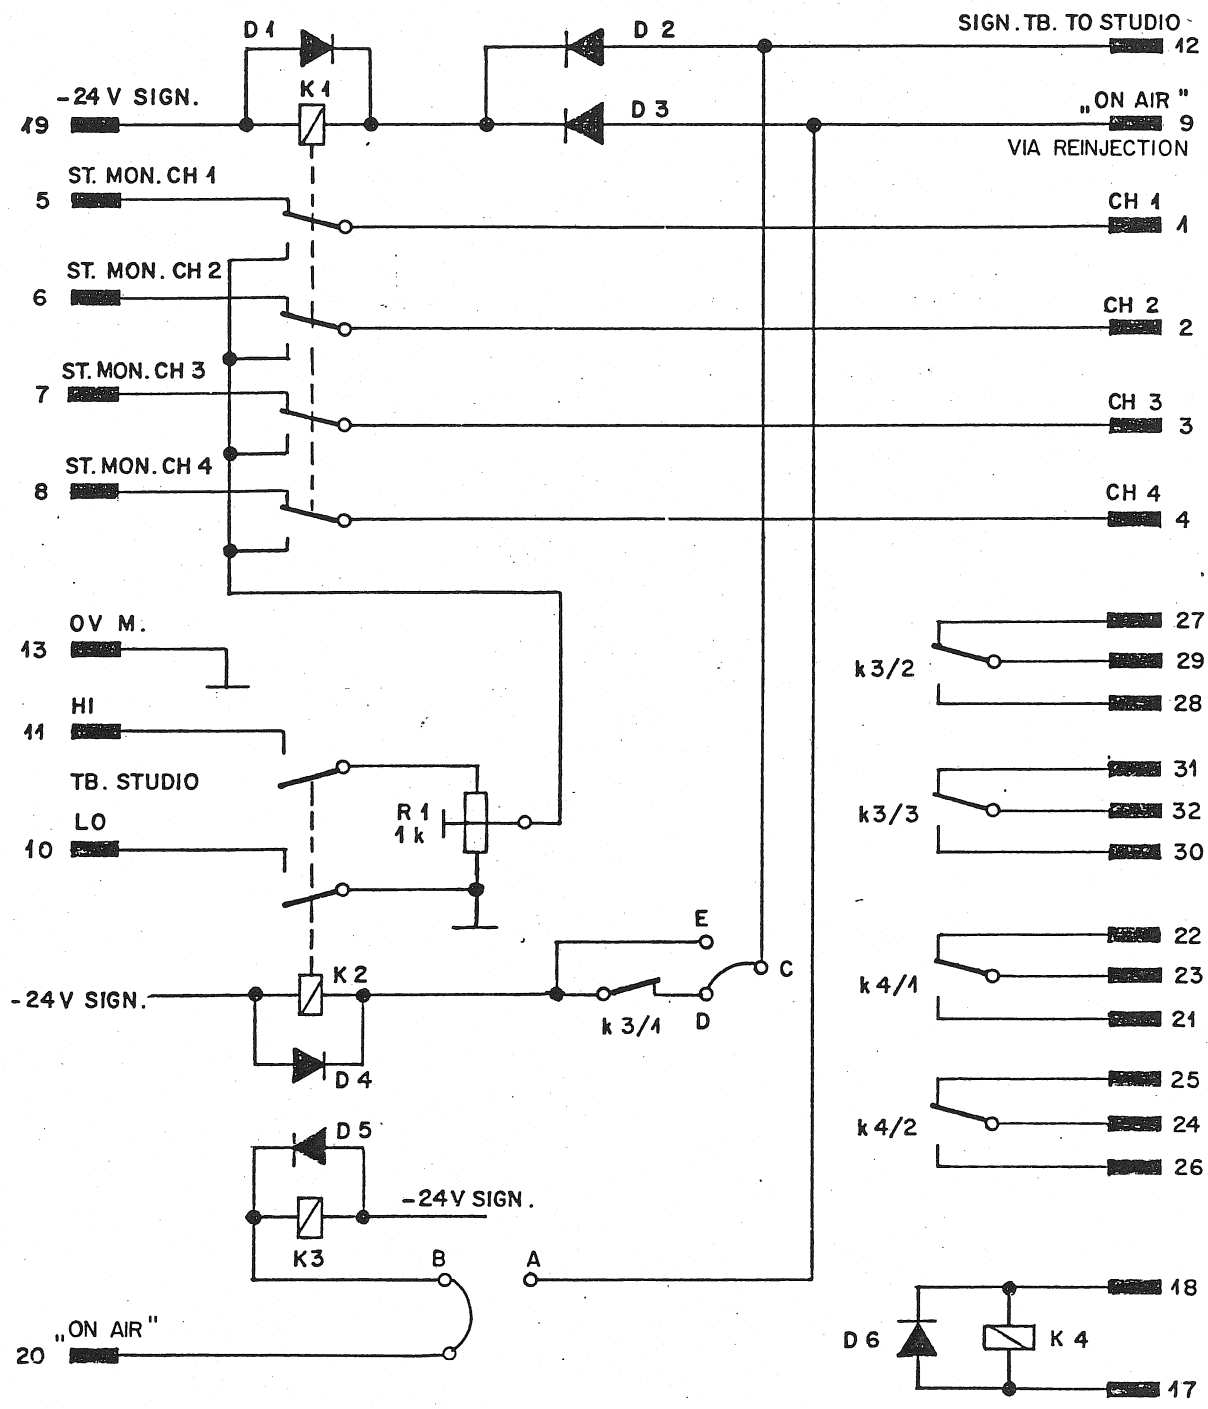 D 1
D 2
SIGN. TB. TO STUDIO
12
-24 V SIGN.
K 1
D 3
„ON AIR"
19
9
VIA REINJECTION
ST. MON. CH 1
5
CH 1
1
ST. MON. CH 2
6
CH 2
2
ST. MON. CH 3
7
CH 3
3
ST. MON. CH 4
8
CH 4
4
OV M.
13
27
k 3/2
29
28
HI
11
TB. STUDIO
LO
10
R 1
1 k
31
k 3/3
32
30
E
C
D
k 3/1
22
k 4/1
23
21
-24 V SIGN.
K 2
D 4
25
k 4/2
24
26
D 5
-24 V SIGN.
K 3
B
A
„ON AIR"
20
18
D 6
K 4
17